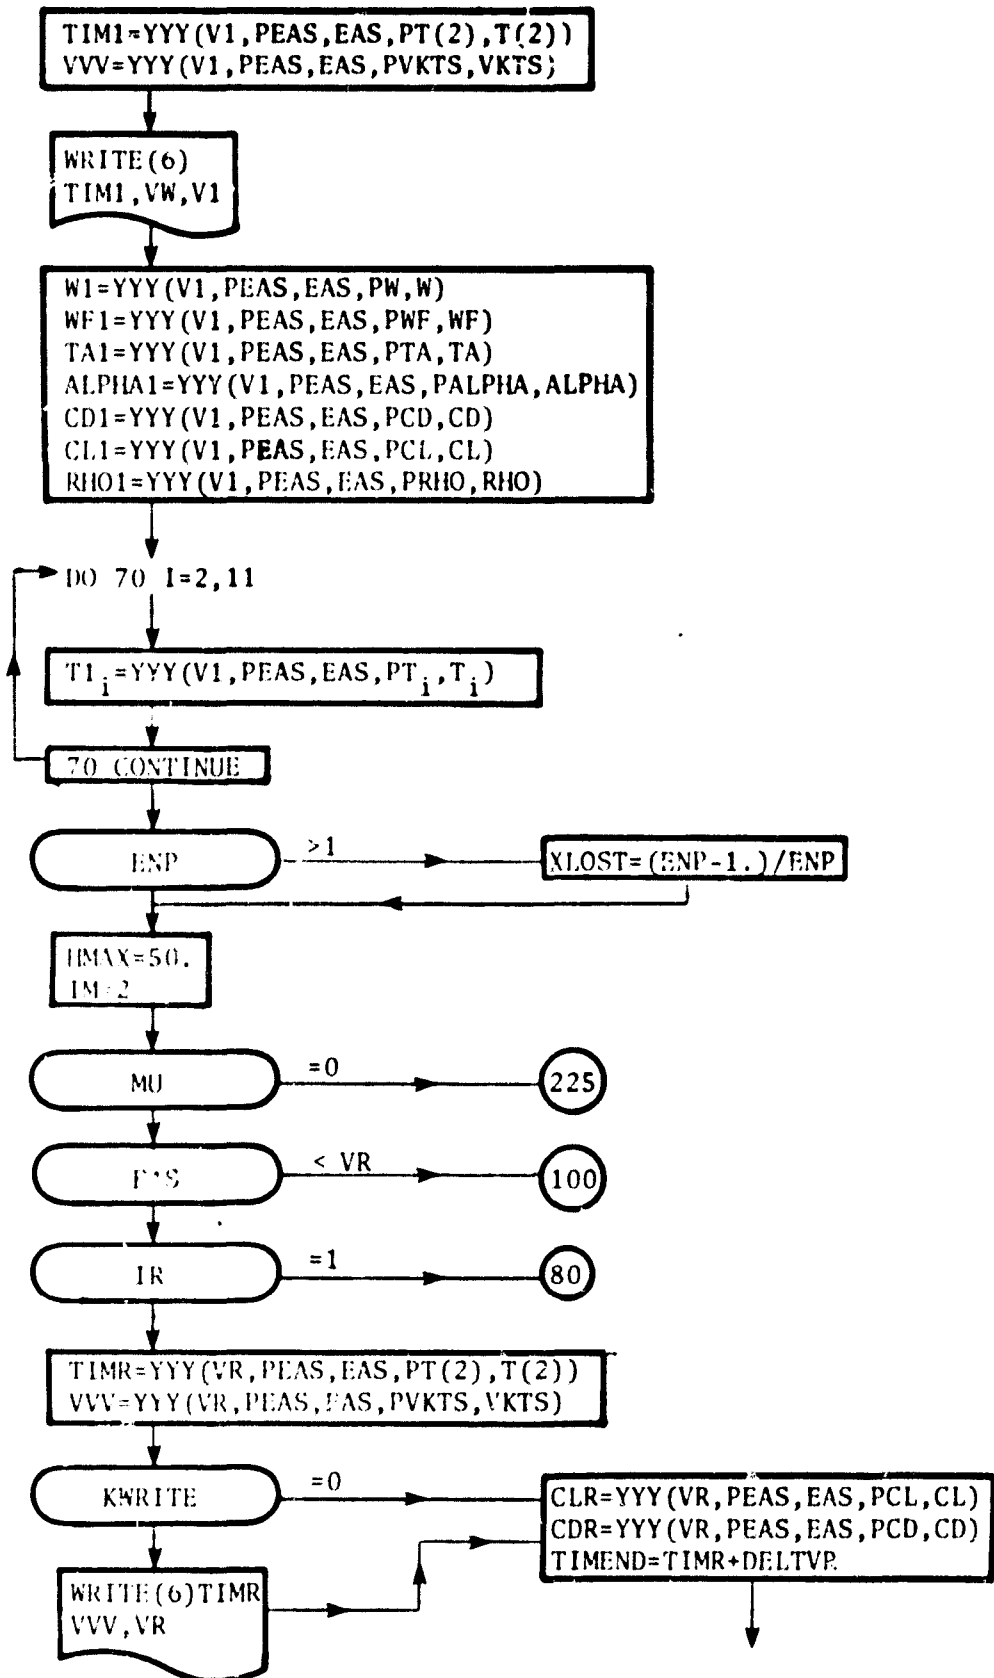 TIM1=YYY(V1,PEAS,EAS,PT(2),T(2))
VVV=YYY(V1,PEAS,EAS,PVKTS,VKTS)
WRITE(6)
TIM1,VW,V1
W1=YYY(V1,PEAS,EAS,PW,W)
WF1=YYY(V1,PEAS,EAS,PWF,WF)
TA1=YYY(V1,PEAS,EAS,PTA,TA)
ALPHA1=YYY(V1,PEAS,EAS,PALPHA,ALPHA)
CD1=YYY(V1,PEAS,EAS,PCD,CD)
CL1=YYY(V1,PEAS,EAS,PCL,CL)
RHO1=YYY(V1,PEAS,EAS,PRHO,RHO)
DO 70 I=2,11
T1i=YYY(V1,PEAS,EAS,PTi,Ti)
70 CONTINUE
ENP
>1
XLOST=(ENP-1.)/ENP
HMAX=50.
IM=2
MU
=0
225
EAS
< VR
100
IR
=1
80
TIMR=YYY(VR,PEAS,EAS,PT(2),T(2))
VVV=YYY(VR,PEAS,EAS,PVKTS,VKTS)
KWRITE
=0
CLR=YYY(VR,PEAS,EAS,PCL,CL)
CDR=YYY(VR,PEAS,EAS,PCD,CD)
TIMEND=TIMR+DELTVR
WRITE(6)TIMR
VVV,VR